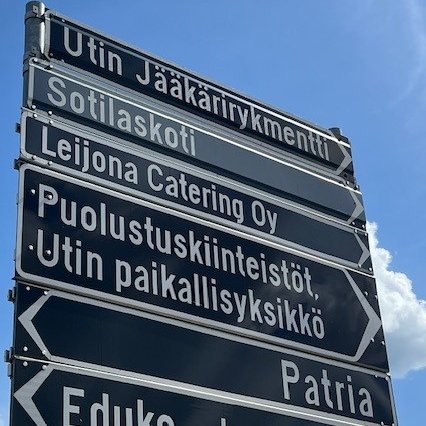 Utin Jääkärirykmentti
Sotilaskoti
Leijona Catering Oy
Puolustuskiinteistöt,
Utin paikallisyksikkö
Patria